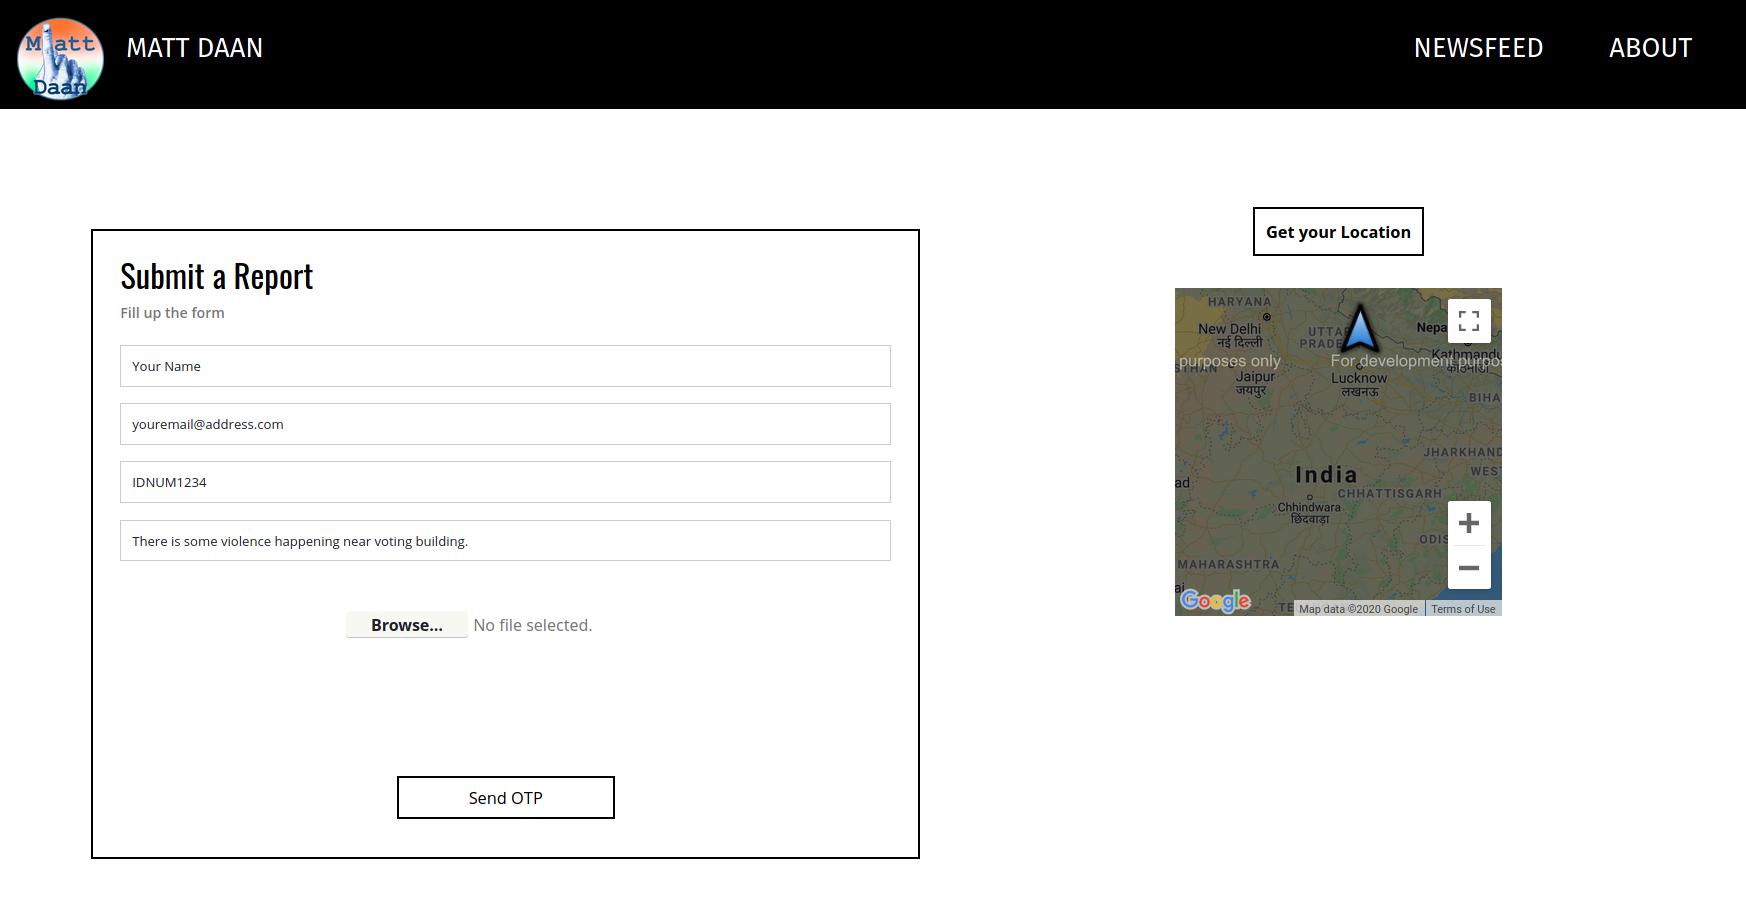 Matt
Daan
MATT DAAN
NEWSFEED
ABOUT
Submit a Report
Fill up the form
Your Name
youremail@address.com
IDNUM1234
There is some violence happening near voting building.
Browse... No file selected.
Send OTP
Get your Location
HARYANA
New Delhi
नई दिल्ली
UTTA
PRADE
Nepa
Kathmandu
काठमाडौं
purposes only
For development purpos
STHAN
Jaipur
जयपुर
Lucknow
लखनऊ
BIHA
JHARKHAND
WES
India
ad
CHHATTISGARH
Chhindwara
छिंदवाड़ा
ODIS
MAHARASHTRA
ai
Google
TE
Map data ©2020 Google
Terms of Use